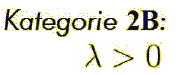 Kategorie 2B:
λ > 0